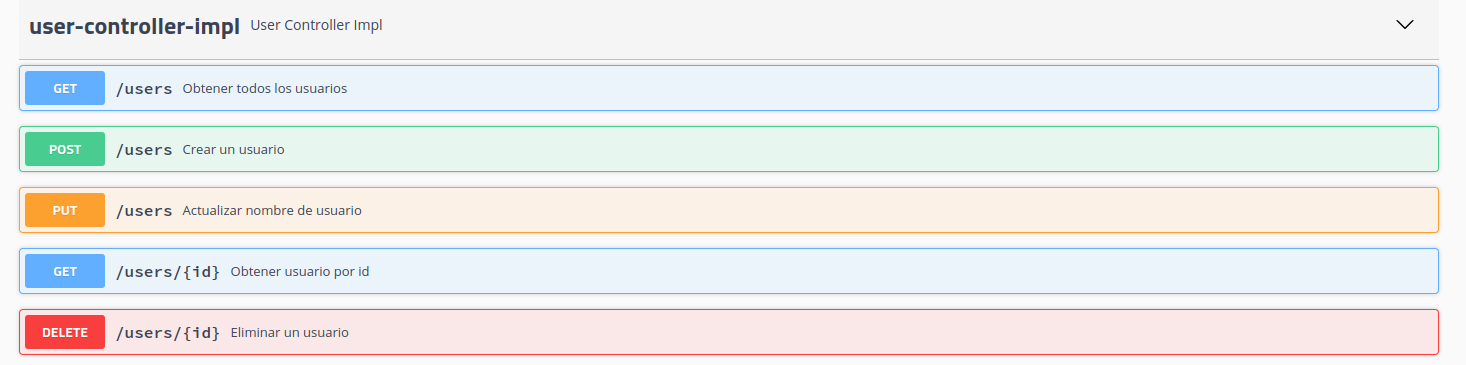 user-controller-impl User Controller Impl
GET /users Obtener todos los usuarios
POST /users Crear un usuario
PUT /users Actualizar nombre de usuario
GET /users/{id} Obtener usuario por id
DELETE /users/{id} Eliminar un usuario